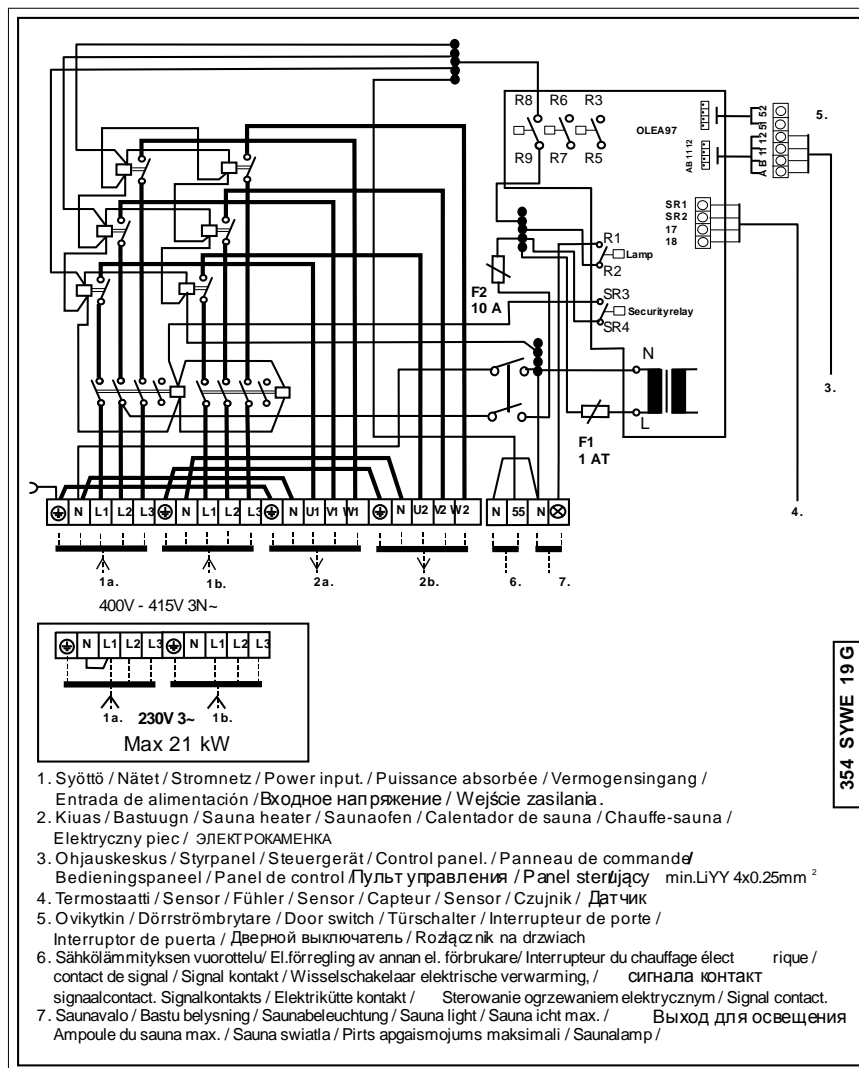 R8 R6 R3
R9 R7 R5
OLEA97
51 52
5.
A B 11 12
AB 11 12
SR1
SR2
17
18
R1
Lamp
R2
F2
10 A
SR3
Securityrelay
SR4
N
L
F1
1 AT
3.
4.
N L1 L2 L3 N L1 L2 L3 N U1 V1 W1 N U2 V2 W2 N 55 N
1a. 1b. 2a. 2b. 6. 7.
400V - 415V 3N~
N L1 L2 L3 N L1 L2 L3
1a. 230V 3~ 1b.
Max 21 kW
354 SYWE 19 G
1. Syöttö / Nätet / Stromnetz / Power input. / Puissance absorbée / Vermogensingang /
Entrada de alimentación / Входное напряжение / Wejście zasilania.
2. Kiuas / Bastuugn / Sauna heater / Saunaofen / Calentador de sauna / Chauffe-sauna /
Elektryczny piec / ЭЛЕКТРОКАМЕНКА
3. Ohjauskeskus / Styrpanel / Steuergerät / Control panel. / Panneau de commande/
Bedieningspaneel / Panel de control / Пульт управления / Panel sterujący min.LiYY 4x0.25mm ²
4. Termostaatti / Sensor / Fühler / Sensor / Capteur / Sensor / Czujnik / Датчик
5. Ovikytkin / Dörrströmbrytare / Door switch / Türschalter / Interrupteur de porte /
Interruptor de puerta / Дверной выключатель / Rozłącznik na drzwiach
6. Sähkölämmityksen vuorottelu/ El.förregling av annan el. förbrukare/ Interrupteur du chauffage élect rique /
contact de signal / Signal kontakt / Wisselschakelaar elektrische verwarming, / сигнала контакт
signaalcontact. Signalkontakts / Elektrikütte kontakt / Sterowanie ogrzewaniem elektrycznym / Signal contact.
7. Saunavalo / Bastu belysning / Saunabeleuchtung / Sauna light / Sauna icht max. / Выход для освещения
Ampoule du sauna max. / Sauna swiatla / Pirts apgaismojums maksimali / Saunalamp /